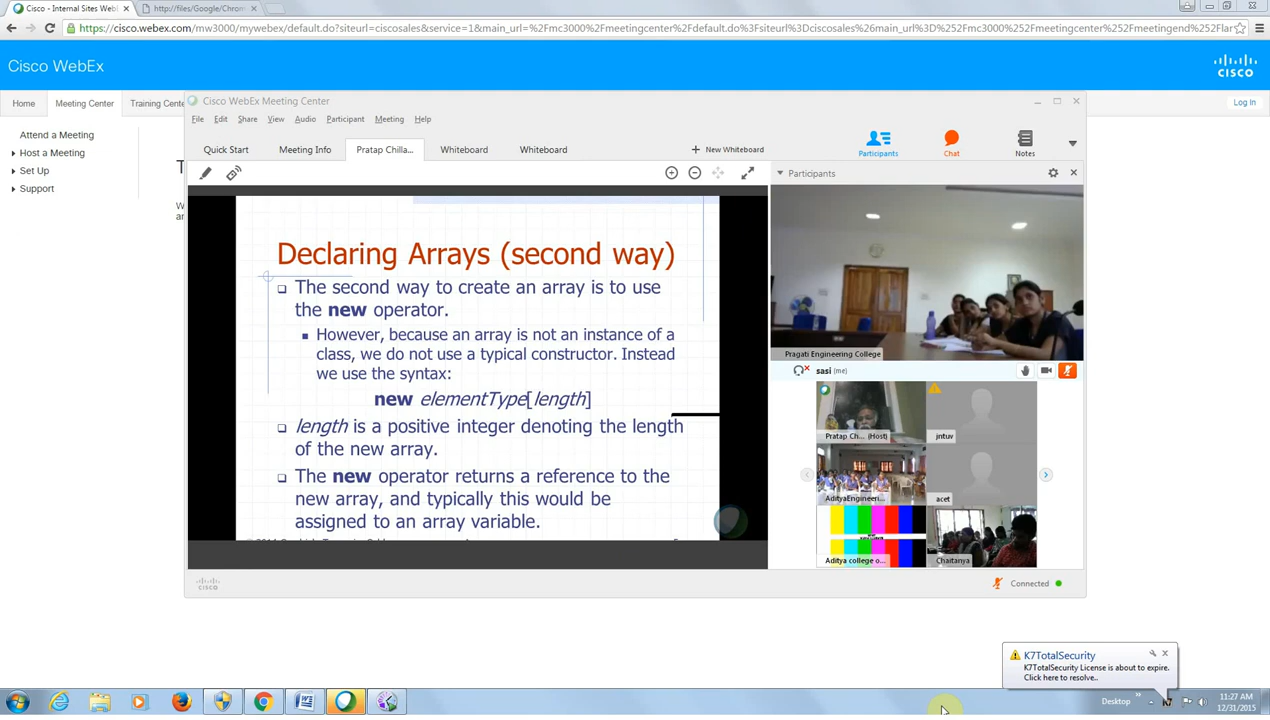 Cisco - Internal Sites Web
http://files/Google/Chrom
https://cisco.webex.com/mw3000/mywebex/default.do?siteurl=ciscosales&service=1&main_url=%2Fmc3000%2Fmeetingcenter%2Fdefault.do%3Fsiteurl%3Dciscosales%26main_url%3D%252Fmc3000%252Fmeetingcenter%252Fmeetingend%252Flar
Cisco WebEx
CISCO
Home
Meeting Center
Training Cente
Log In
Attend a Meeting
Host a Meeting
Set Up
Support
T
W
ar
Cisco WebEx Meeting Center
File Edit Share View Audio Participant Meeting Help
Quick Start
Meeting Info
Pratap Chilla...
Whiteboard
Whiteboard
+ New Whiteboard
Participants
Chat
Notes
Declaring Arrays (second way)
The second way to create an array is to use
the new operator.
However, because an array is not an instance of a
class, we do not use a typical constructor. Instead
we use the syntax:
new elementType[length]
length is a positive integer denoting the length
of the new array.
The new operator returns a reference to the
new array, and typically this would be
assigned to an array variable.
Participants
Pragati Engineering College
sasi (me)
Pratap Ch... (Host)
jntuv
AdityaEngineeri...
acet
Aditya college o...
Chaitanya
CISCO
Connected
K7TotalSecurity
K7TotalSecurity License is about to expire.
Click here to resolve..
Desktop
11:27 AM
12/31/2015